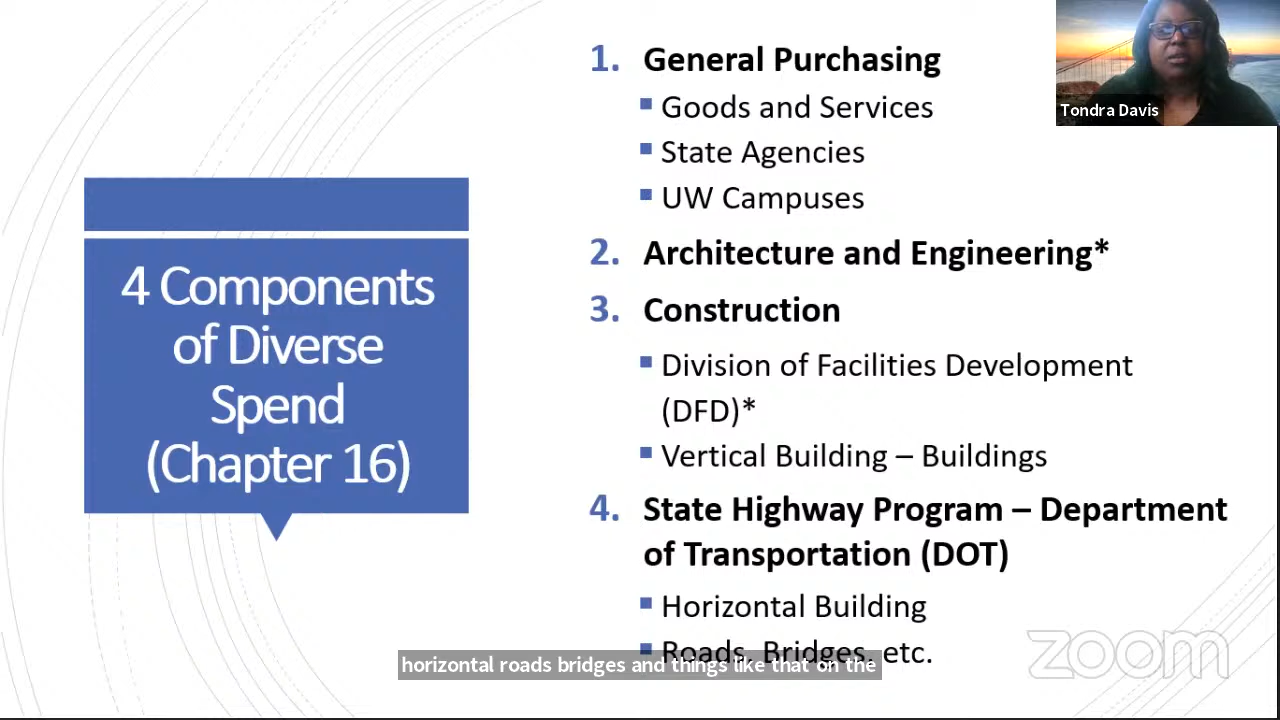 4 Components
of Diverse
Spend
(Chapter 16)
1. General Purchasing
Goods and Services
State Agencies
UW Campuses
2. Architecture and Engineering*
3. Construction
Division of Facilities Development
(DFD)*
Vertical Building – Buildings
4. State Highway Program – Department
of Transportation (DOT)
Horizontal Building
Roads, Bridges, etc.
horizontal roads bridges and things like that on the
Tondra Davis
zoom